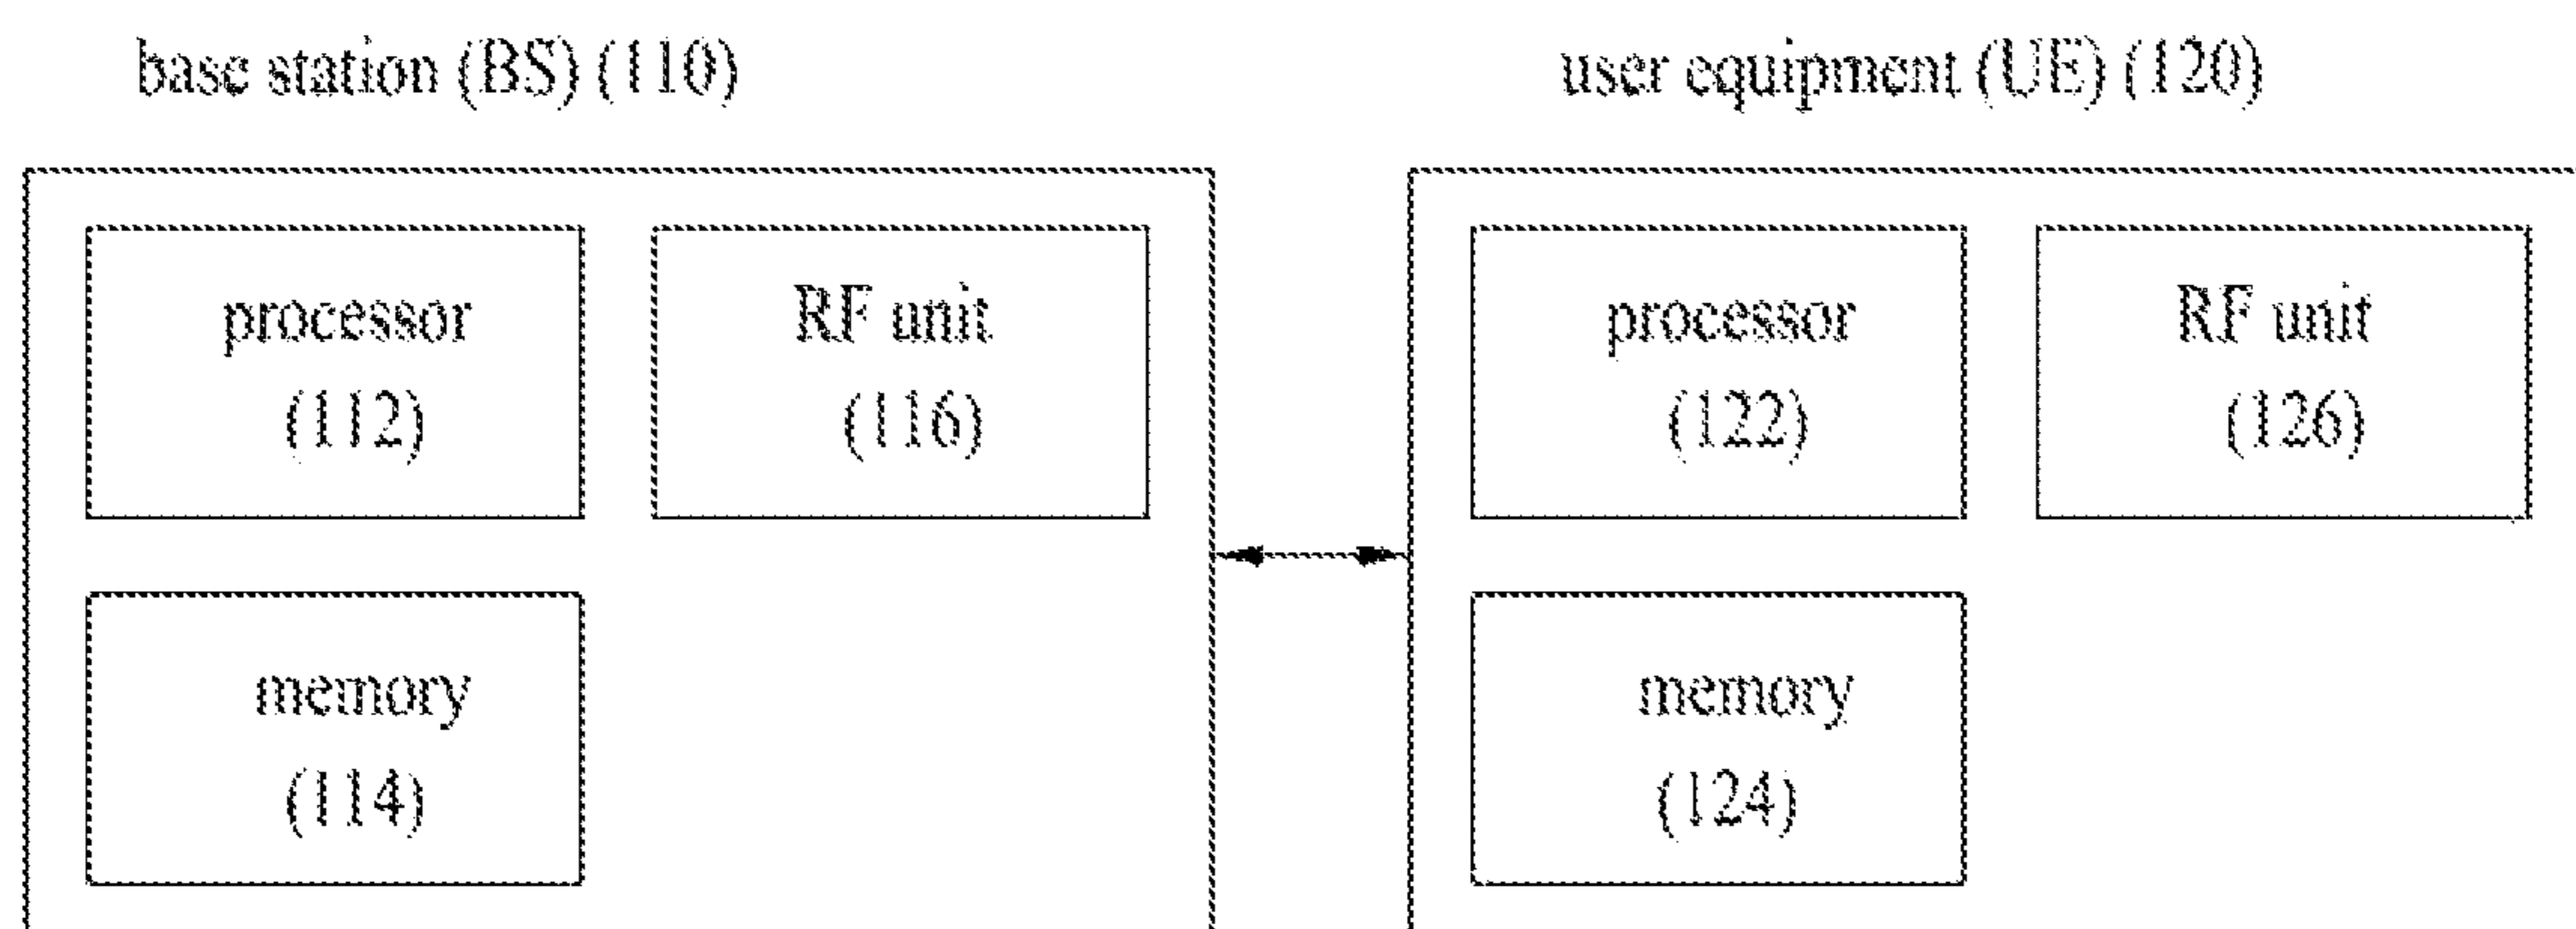 base station (BS) (110)
user equipment (UE) (120)
processor
(112)
RF unit
(116)
memory
(114)
processor
(122)
RF unit
(126)
memory
(124)